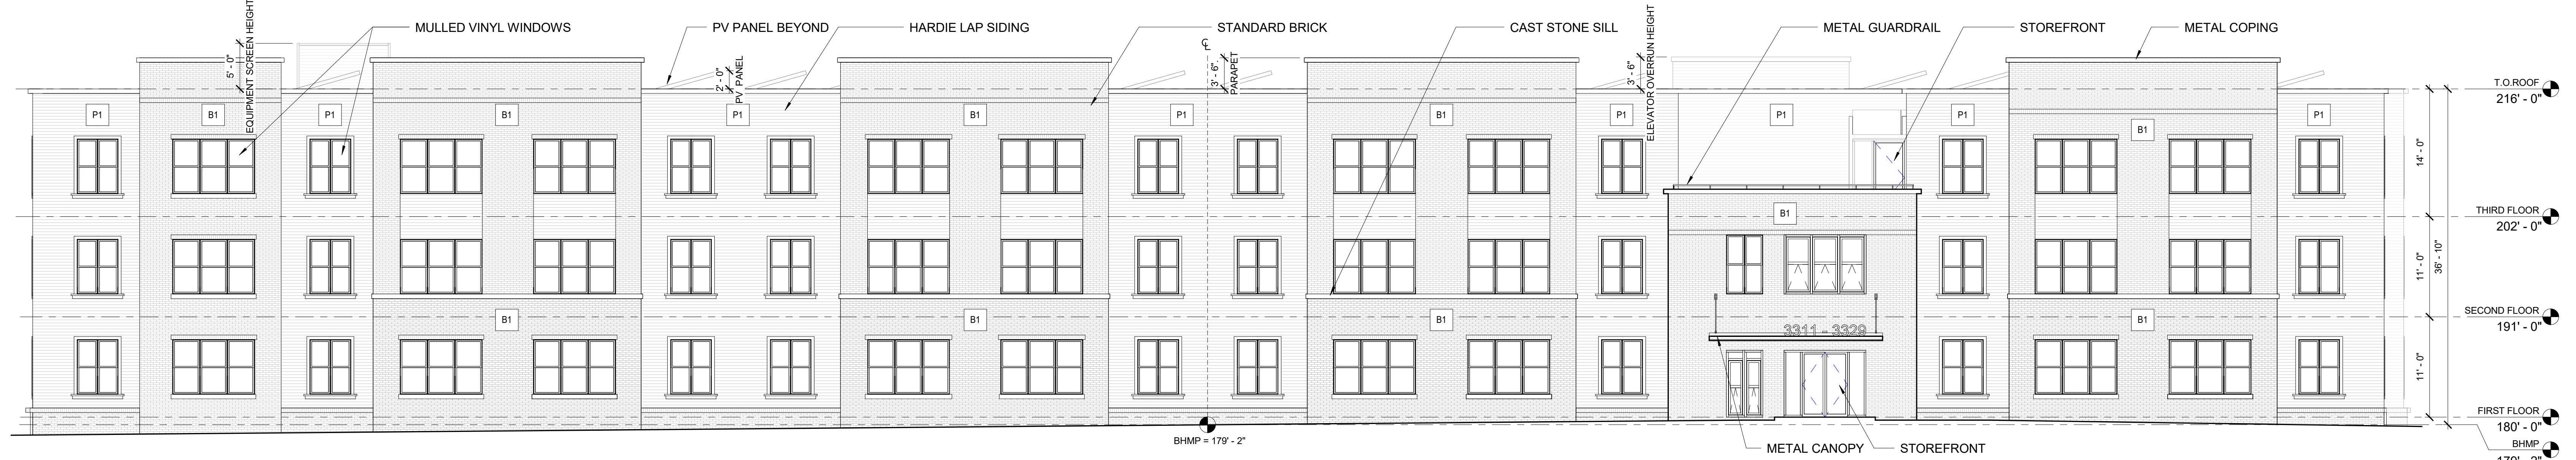 MULLED VINYL WINDOWS
PV PANEL BEYOND
HARDIE LAP SIDING
STANDARD BRICK
CAST STONE SILL
METAL GUARDRAIL
STOREFRONT
METAL COPING
5' - 0"
EQUIPMENT SCREEN HEIGHT
2' - 0"
PV PANEL
℄
3' - 6"
PARAPET
3' - 6"
ELEVATOR OVERRUN HEIGHT
T.O.ROOF
216' - 0"
P1
B1
P1
B1
P1
B1
P1
B1
P1
P1
P1
B1
P1
14' - 0"
THIRD FLOOR
202' - 0"
B1
11' - 0"
36' - 10"
SECOND FLOOR
191' - 0"
B1
B1
B1
B1
3311 - 3329
11' - 0"
FIRST FLOOR
180' - 0"
BHMP = 179' - 2"
METAL CANOPY
STOREFRONT
BHMP
179' - 2"